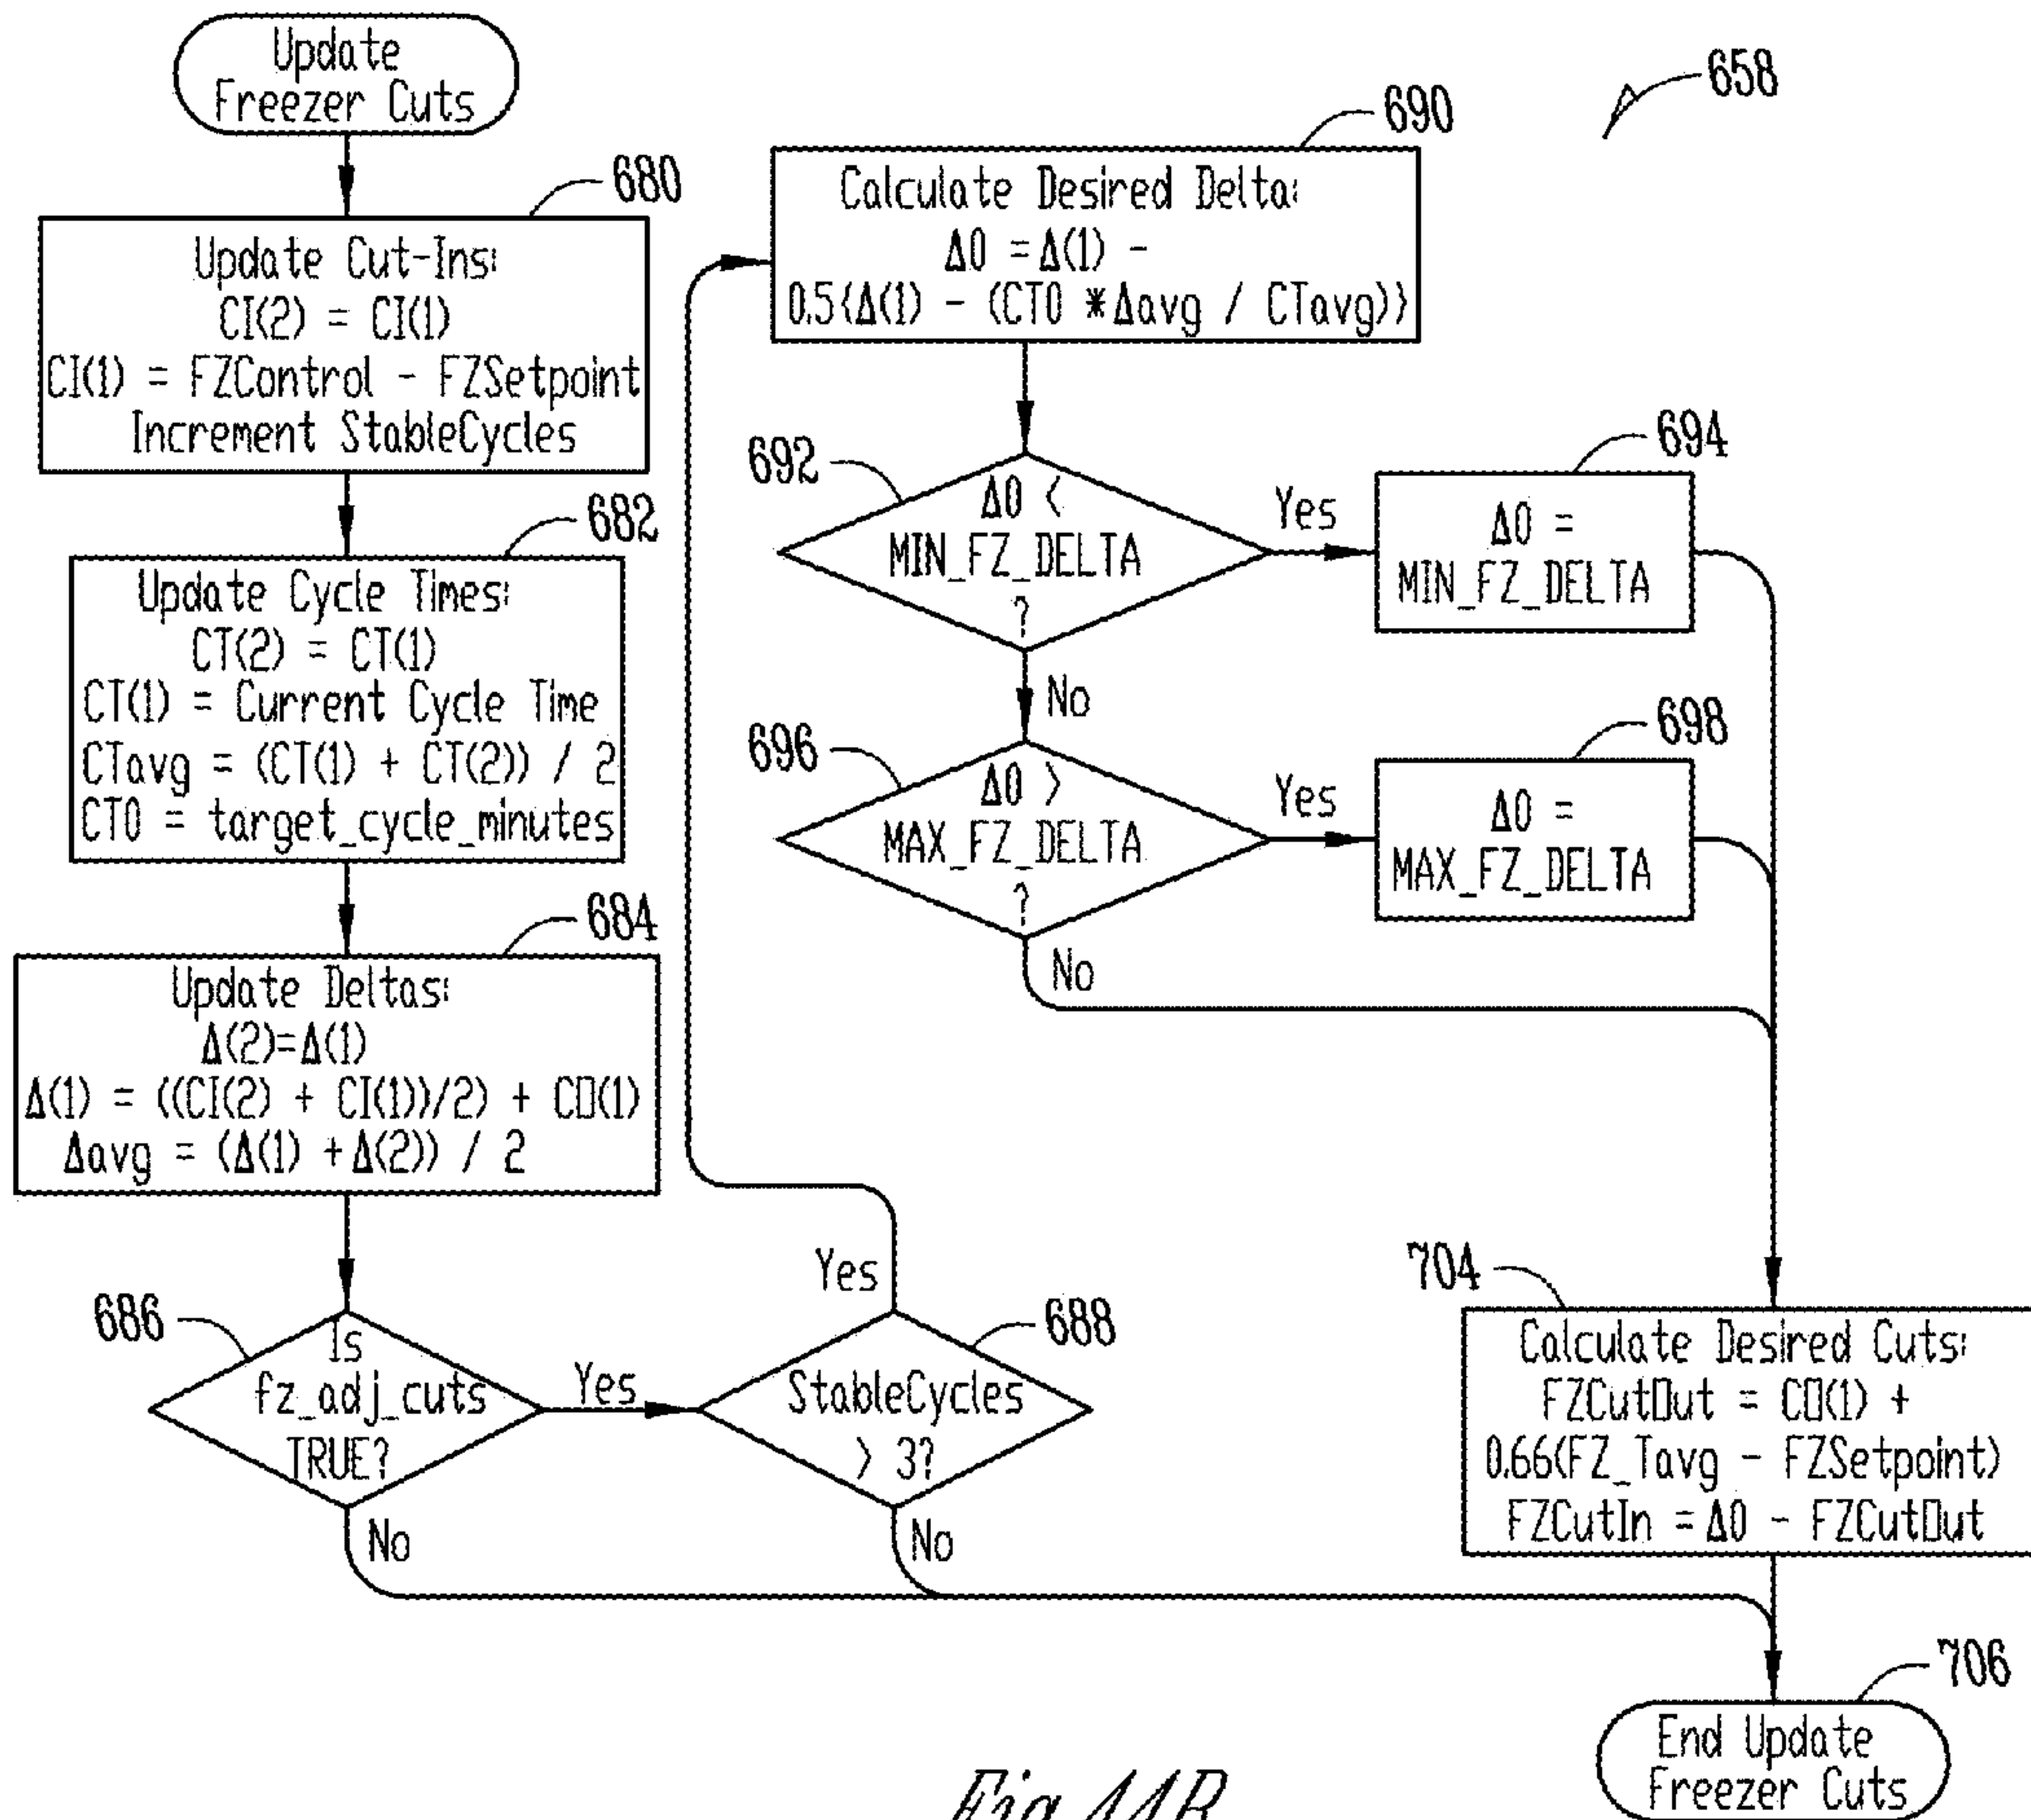 Update
Freezer Cuts
680
Update Cut-Ins:
CI(2) = CI(1)
CI(1) = FZControl - FZSetpoint
Increment StableCycles
682
Update Cycle Times:
CT(2) = CT(1)
CT(1) = Current Cycle Time
CTavg = (CT(1) + CT(2)) / 2
CT0 = target_cycle_minutes
684
Update Deltas:
Δ(2)=Δ(1)
Δ(1) = ((CI(2) + CI(1))/2) + CO(1)
Δavg = (Δ(1) +Δ(2)) / 2
686
Is
fz_adj_cuts
TRUE?
Yes
No
688
StableCycles
> 3?
Yes
No
658
690
Calculate Desired Delta:
Δ0 =Δ(1) -
0.5{Δ(1) - (CT0 *Δavg / CTavg)}
692
Δ0 <
MIN_FZ_DELTA
?
Yes
No
694
Δ0 =
MIN_FZ_DELTA
696
Δ0 >
MAX_FZ_DELTA
?
Yes
No
698
Δ0 =
MAX_FZ_DELTA
704
Calculate Desired Cuts:
FZCutOut = CO(1) +
0.66(FZ_Tavg - FZSetpoint)
FZCutIn =Δ0 - FZCutOut
706
End Update
Freezer Cuts
Fig.44B